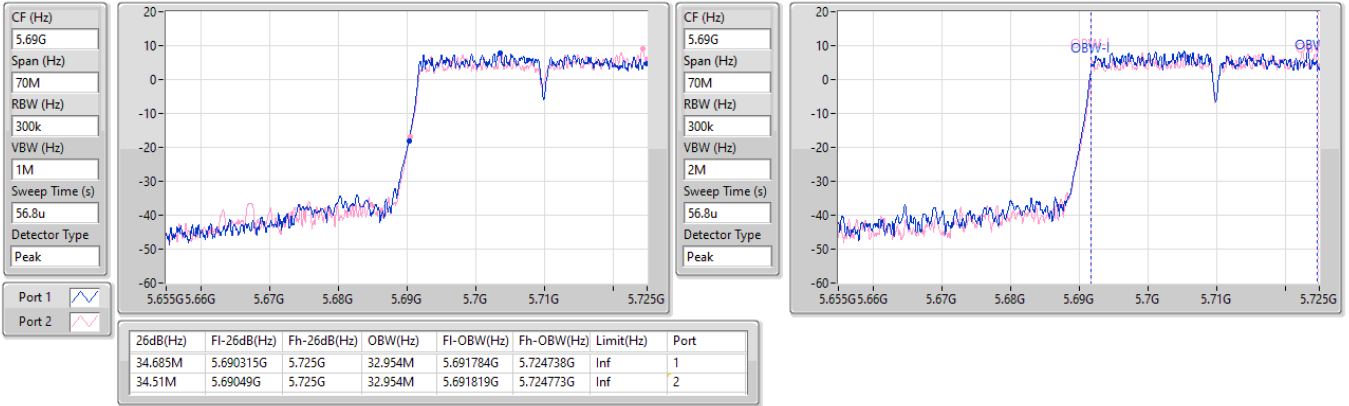 CF (Hz)
5.69G
Span (Hz)
70M
RBW (Hz)
300k
VBW (Hz)
1M
Sweep Time (s)
56.8u
Detector Type
Peak
Port 1
Port 2
20
10
0
-10
-20
-30
-40
-50
-60
5.655G 5.66G 5.67G 5.68G 5.69G 5.7G 5.71G 5.725G
CF (Hz)
5.69G
Span (Hz)
70M
RBW (Hz)
300k
VBW (Hz)
2M
Sweep Time (s)
56.8u
Detector Type
Peak
20
10
0
-10
-20
-30
-40
-50
-60
OBW-l
OBW
5.655G 5.66G 5.67G 5.68G 5.69G 5.7G 5.71G 5.725G
26dB(Hz) Fl-26dB(Hz) Fh-26dB(Hz) OBW(Hz) Fl-OBW(Hz) Fh-OBW(Hz) Limit(Hz) Port
34.685M 5.690315G 5.725G 32.954M 5.691784G 5.724738G Inf 1
34.51M 5.69049G 5.725G 32.954M 5.691819G 5.724773G Inf 2